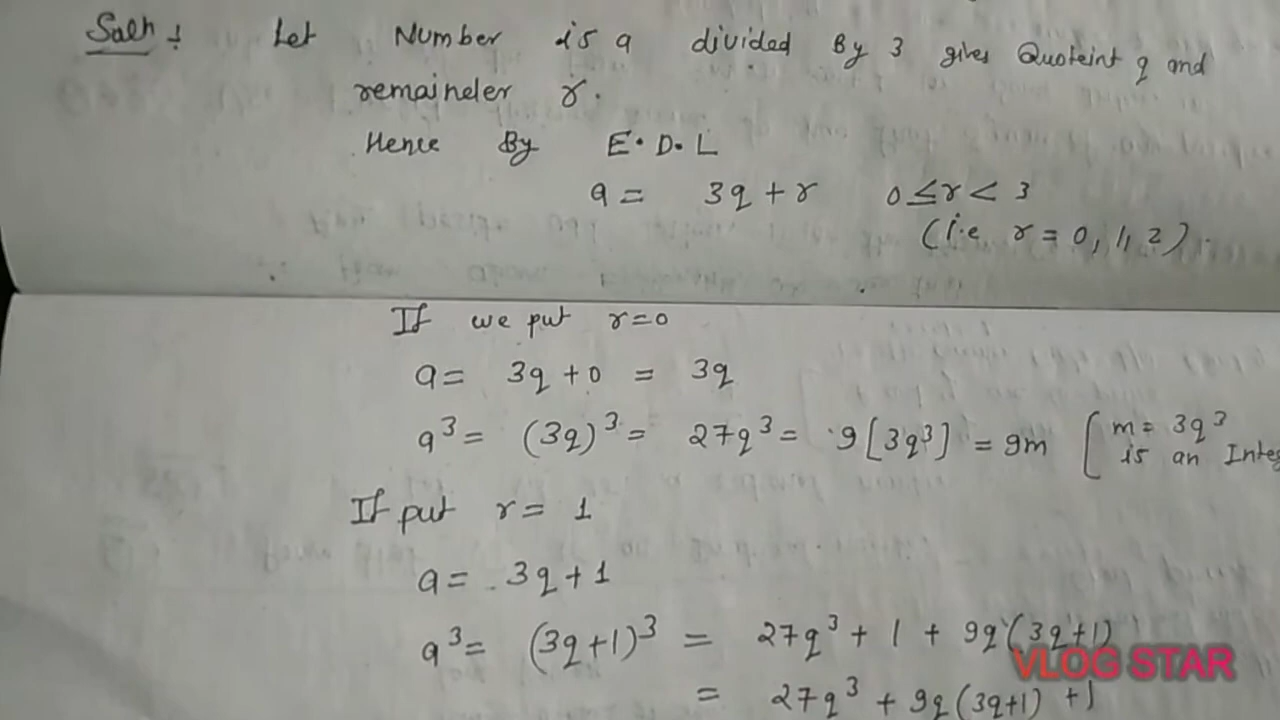 Soln :
Let Number is a divided By 3 gives Quoteint q and
remainder r.
Hence By E.D.L
a = 3q + r 0 ≤ r < 3
(i.e r = 0, 1, 2).
If we put r = 0
a = 3q + 0 = 3q
a³ = (3q)³ = 27q³ = 9[3q³] = 9m [m = 3q³
is an Integ
If put r = 1
a = 3q + 1
a³ = (3q+1)³ = 27q³ + 1 + 9q(3q+1)
VLOG STAR
= 27q³ + 9q(3q+1) + 1